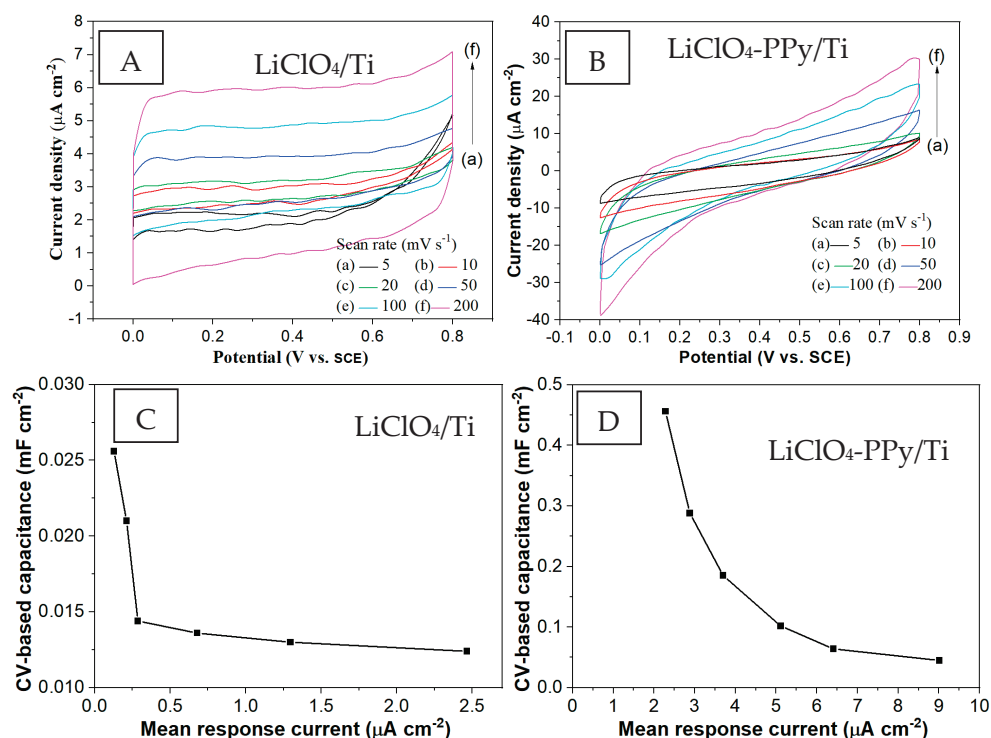 A
LiClO₄/Ti
(f)
(a)
Current density (μA cm⁻²)
8
7
6
5
4
3
2
1
0
-1
Scan rate (mV s⁻¹)
(a) 5 (b) 10
(c) 20 (d) 50
(e) 100 (f) 200
0.0 0.2 0.4 0.6 0.8
Potential (V vs. SCE)
B
LiClO₄-PPy/Ti
(f)
(a)
Current density (μA cm⁻²)
40
30
20
10
0
-10
-20
-30
-40
Scan rate (mV s⁻¹)
(a) 5 (b) 10
(c) 20 (d) 50
(e) 100 (f) 200
-0.1 0.0 0.1 0.2 0.3 0.4 0.5 0.6 0.7 0.8 0.9
Potential (V vs. SCE)
C
LiClO₄/Ti
CV-based capacitance (mF cm⁻²)
0.030
0.025
0.020
0.015
0.010
0.0 0.5 1.0 1.5 2.0 2.5
Mean response current (μA cm⁻²)
D
LiClO₄-PPy/Ti
CV-based capacitance (mF cm⁻²)
0.5
0.4
0.3
0.2
0.1
0.0
0 1 2 3 4 5 6 7 8 9 10
Mean response current (μA cm⁻²)